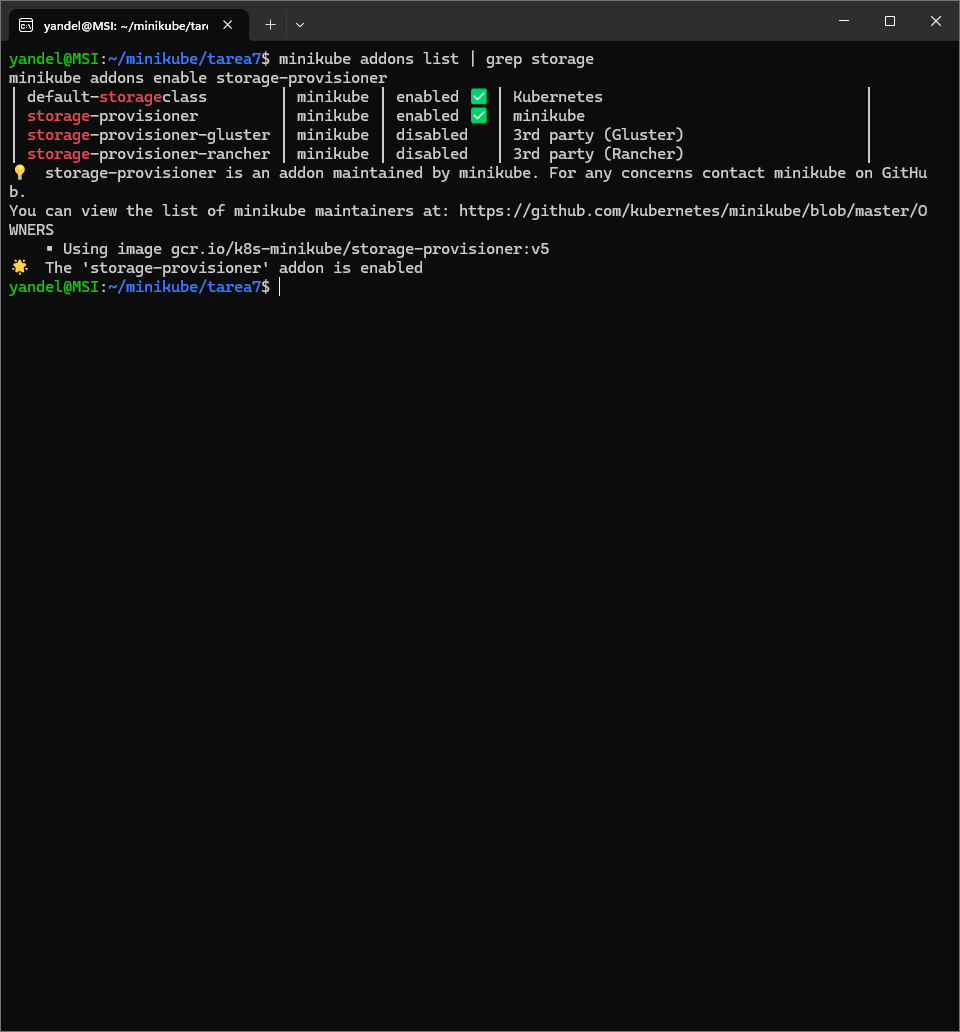 yandel@MSI: ~/minikube/tar
yandel@MSI:~/minikube/tarea7$ minikube addons list | grep storage
minikube addons enable storage-provisioner
| default-storageclass | minikube | enabled ✅ | Kubernetes |
| storage-provisioner | minikube | enabled ✅ | minikube |
| storage-provisioner-gluster | minikube | disabled | 3rd party (Gluster) |
| storage-provisioner-rancher | minikube | disabled | 3rd party (Rancher) |
💡 storage-provisioner is an addon maintained by minikube. For any concerns contact minikube on GitHu
b.
You can view the list of minikube maintainers at: https://github.com/kubernetes/minikube/blob/master/O
WNERS
▪ Using image gcr.io/k8s-minikube/storage-provisioner:v5
🌟 The 'storage-provisioner' addon is enabled
yandel@MSI:~/minikube/tarea7$